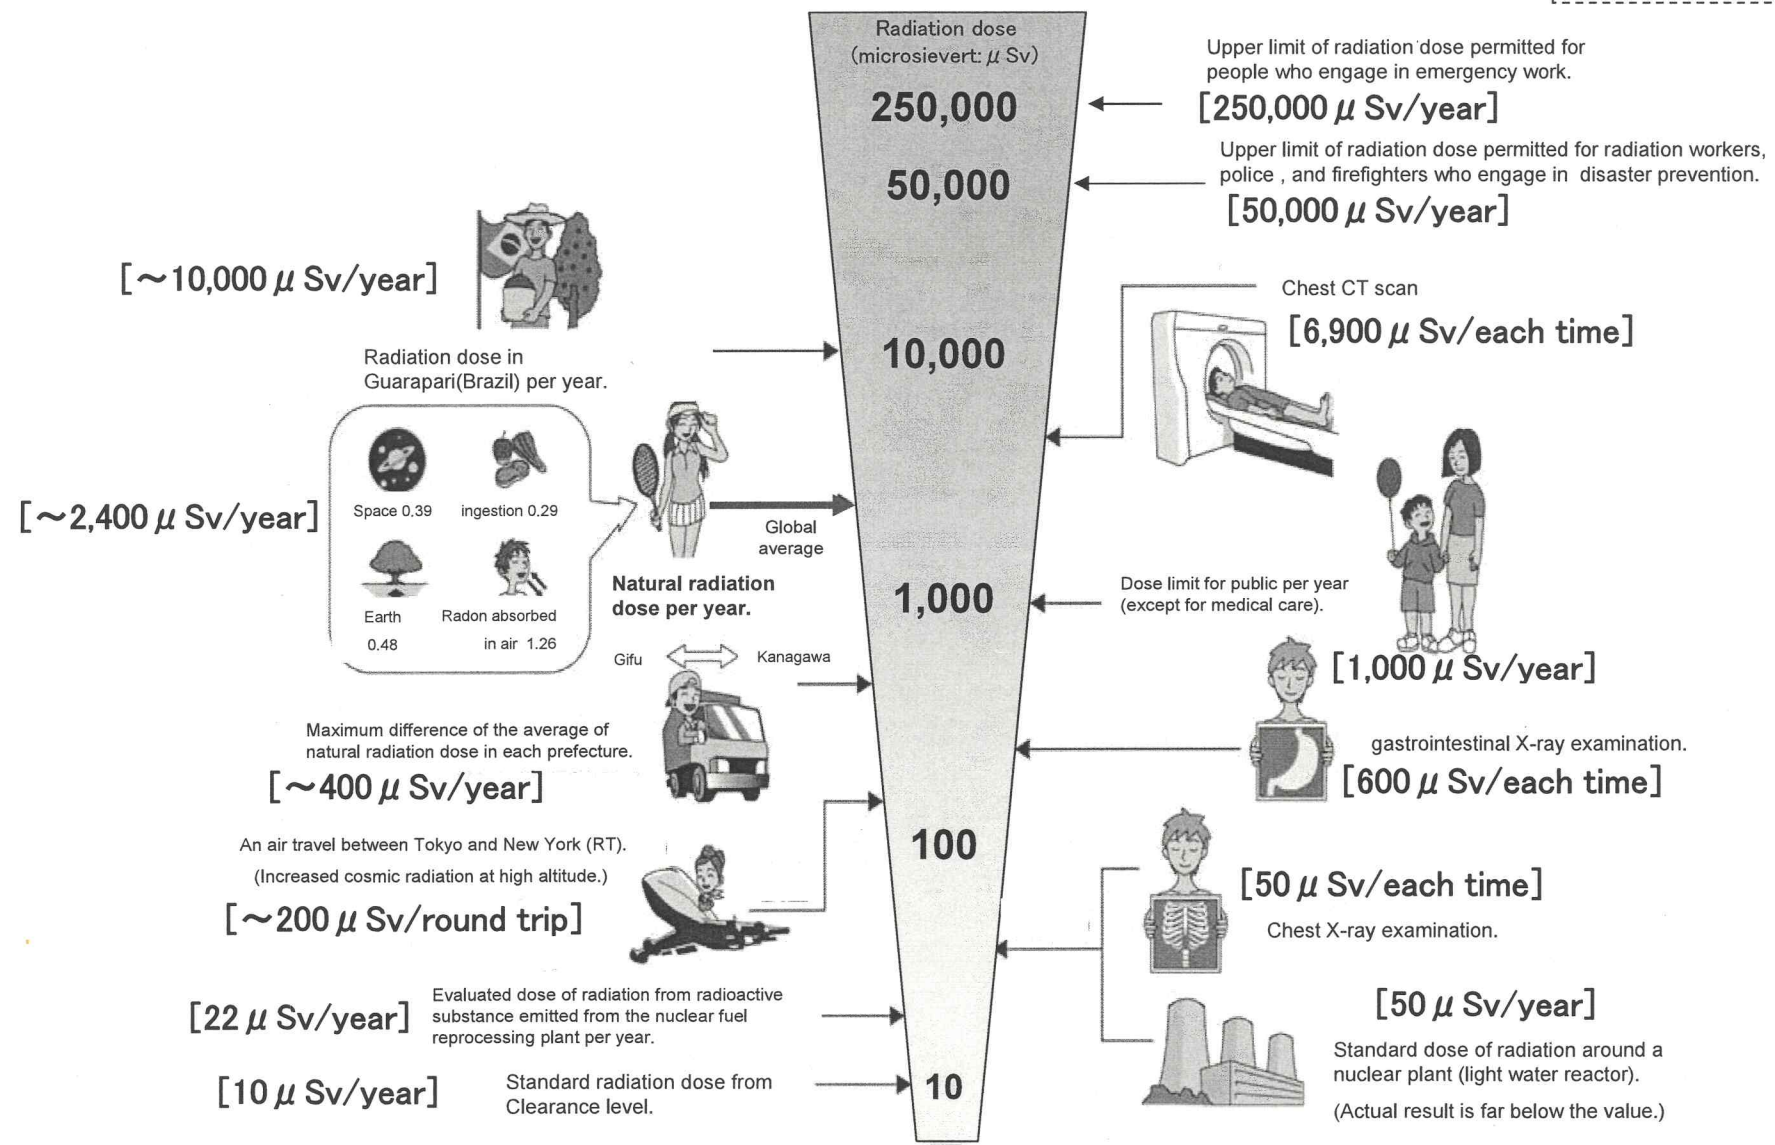 Radiation dose
(microsievert: μ Sv)
250,000
50,000
10,000
1,000
100
10
Upper limit of radiation dose permitted for
people who engage in emergency work.
[250,000 μ Sv/year]
Upper limit of radiation dose permitted for radiation workers,
police , and firefighters who engage in disaster prevention.
[50,000 μ Sv/year]
[~10,000 μ Sv/year]
Radiation dose in
Guarapari(Brazil) per year.
Chest CT scan
[6,900 μ Sv/each time]
[~2,400 μ Sv/year]
Space 0.39
ingestion 0.29
Earth
0.48
Radon absorbed
in air 1.26
Global
average
Natural radiation
dose per year.
Dose limit for public per year
(except for medical care).
[1,000 μ Sv/year]
Gifu
Kanagawa
Maximum difference of the average of
natural radiation dose in each prefecture.
[~400 μ Sv/year]
gastrointestinal X-ray examination.
[600 μ Sv/each time]
An air travel between Tokyo and New York (RT).
(Increased cosmic radiation at high altitude.)
[~200 μ Sv/round trip]
[50 μ Sv/each time]
Chest X-ray examination.
[22 μ Sv/year]
Evaluated dose of radiation from radioactive
substance emitted from the nuclear fuel
reprocessing plant per year.
[50 μ Sv/year]
Standard dose of radiation around a
nuclear plant (light water reactor).
(Actual result is far below the value.)
[10 μ Sv/year]
Standard radiation dose from
Clearance level.